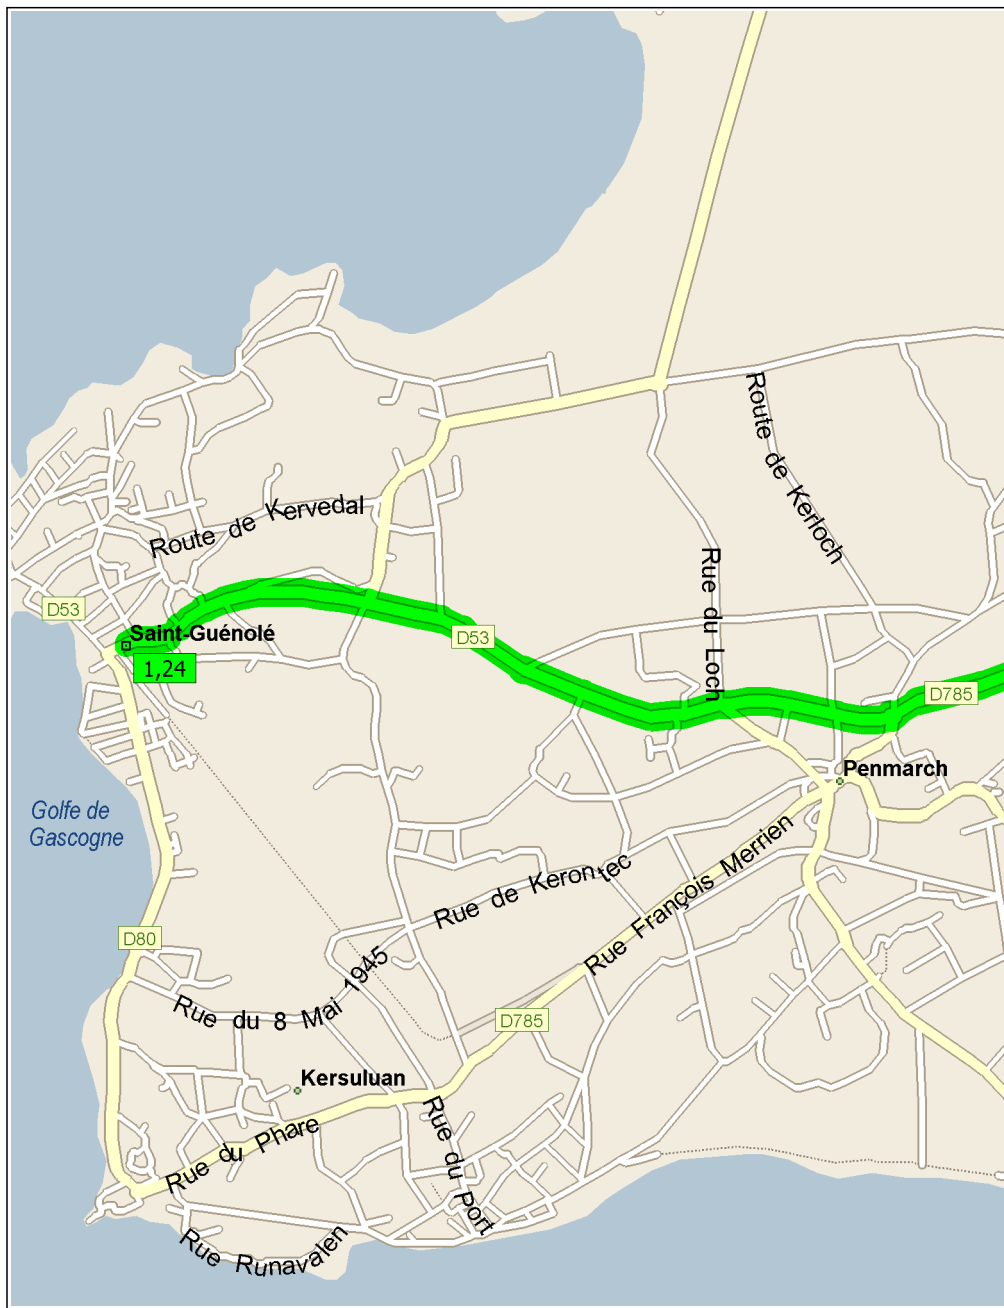 Route de Kerloch
Route de Kervedal
Rue du Loch
D53
Saint-Guénolé
D53
1,24
D785
Penmarch
Golfe de
Gascogne
Rue de Kerontec
Rue François Merrien
D80
Rue du 8 Mai 1945
D785
Kersuluan
Rue du Phare
Rue du Port
Rue Runavalen